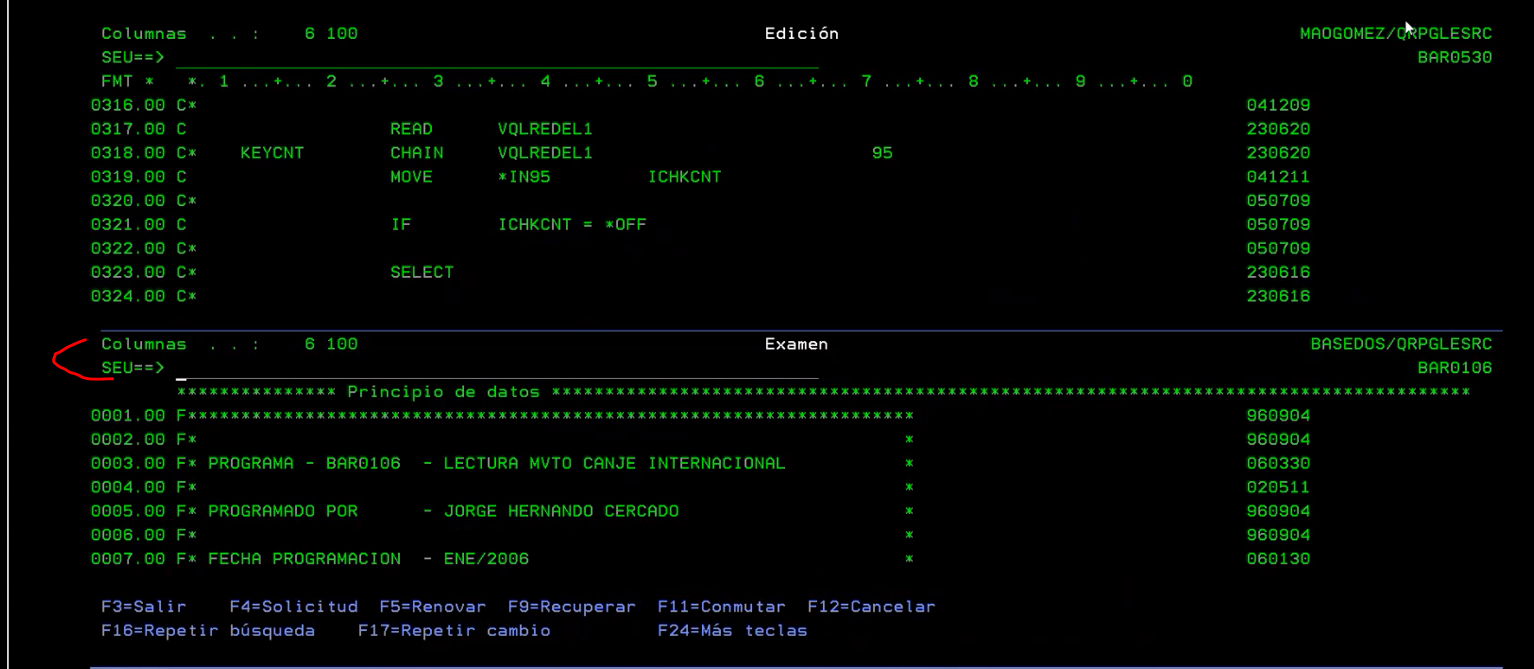 Columnas . . : 6 100 Edición MAOGOMEZ/QRPGLESRC
SEU==> BAR0530
FMT * *. 1 ...+... 2 ...+... 3 ...+... 4 ...+... 5 ...+... 6 ...+... 7 ...+... 8 ...+... 9 ...+... 0
0316.00 C* 041209
0317.00 C READ VQLREDEL1 230620
0318.00 C* KEYCNT CHAIN VQLREDEL1 95 230620
0319.00 C MOVE *IN95 ICHKCNT 041211
0320.00 C* 050709
0321.00 C IF ICHKCNT = *OFF 050709
0322.00 C* 050709
0323.00 C* SELECT 230616
0324.00 C* 230616
Columnas . . : 6 100 Examen BASEDOS/QRPGLESRC
SEU==> BAR0106
*************** Principio de datos **************************************************************************************
0001.00 F******************************************************************** 960904
0002.00 F* * 960904
0003.00 F* PROGRAMA - BAR0106 - LECTURA MVTO CANJE INTERNACIONAL * 060330
0004.00 F* * 020511
0005.00 F* PROGRAMADO POR - JORGE HERNANDO CERCADO * 960904
0006.00 F* * 960904
0007.00 F* FECHA PROGRAMACION - ENE/2006 * 060130
F3=Salir F4=Solicitud F5=Renovar F9=Recuperar F11=Conmutar F12=Cancelar
F16=Repetir búsqueda F17=Repetir cambio F24=Más teclas